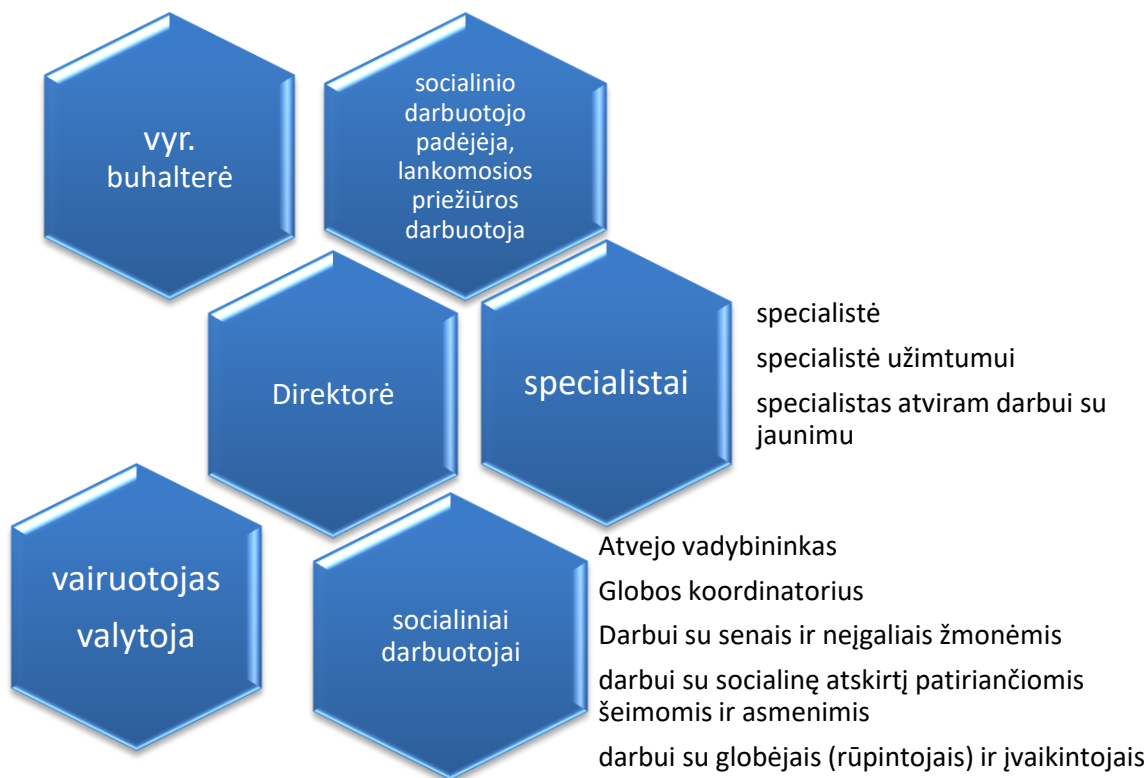 vyr.
buhalterė
socialinio
darbuotojo
padėjėja,
lankomosios
priežiūros
darbuotoja
Direktorė
specialistai
specialistė
specialistė užimtumui
specialistas atviram darbui su
jaunimu
vairuotojas
valytoja
socialiniai
darbuotojai
Atvejo vadybininkas
Globos koordinatorius
Darbui su senais ir neįgaliais žmonėmis
darbui su socialinę atskirtį patiriančiomis
šeimomis ir asmenimis
darbui su globėjais (rūpintojais) ir įvaikintojais